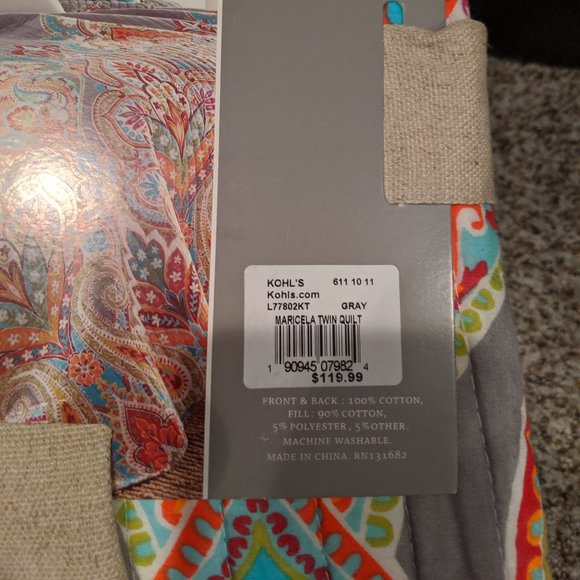 KOHL'S 611 10 11
Kohls.com
L77802KT GRAY
MARICELA TWIN QUILT
1 90945 07982 4
$119.99
FRONT & BACK : 100% COTTON,
FILL: 90% COTTON,
5% POLYESTER, 5% OTHER.
MACHINE WASHABLE.
MADE IN CHINA. RN131682